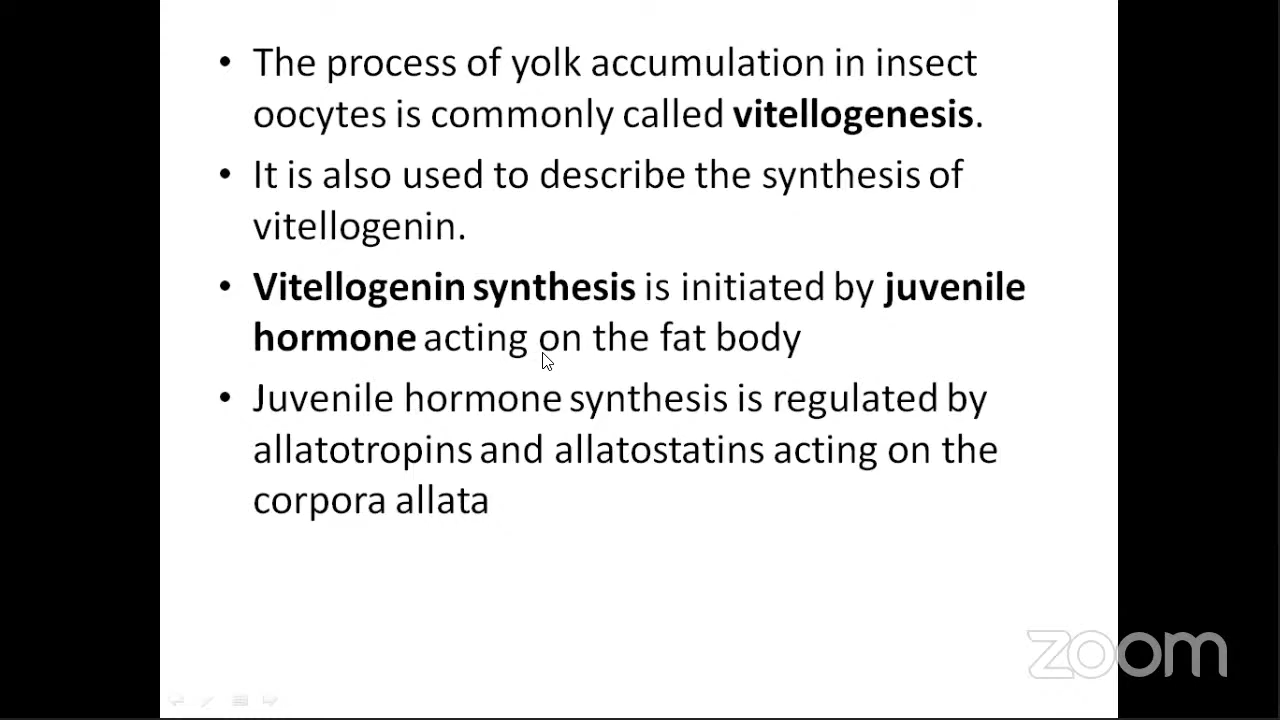 • The process of yolk accumulation in insect
oocytes is commonly called vitellogenesis.
• It is also used to describe the synthesis of
vitellogenin.
• Vitellogenin synthesis is initiated by juvenile
hormone acting on the fat body
• Juvenile hormone synthesis is regulated by
allatotropins and allatostatins acting on the
corpora allata
zoom